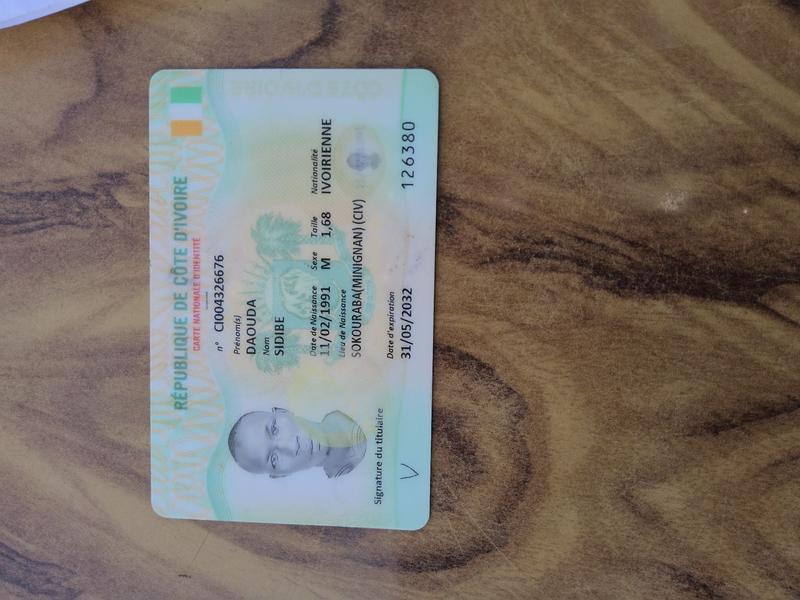 RÉPUBLIQUE DE CÔTE D'IVOIRE
CARTE NATIONALE D'IDENTITÉ
CÔTE D'IVOIRE
n° CI004326676
Prénom(s)
DAOUDA
Nom
SIDIBE
Date de Naissance Sexe Taille Nationalité
11/02/1991 M 1,68 IVOIRIENNE
Lieu de Naissance
SOKOURABA(MINIGNAN) (CIV)
Signature du titulaire
Date d'expiration
31/05/2032
126380